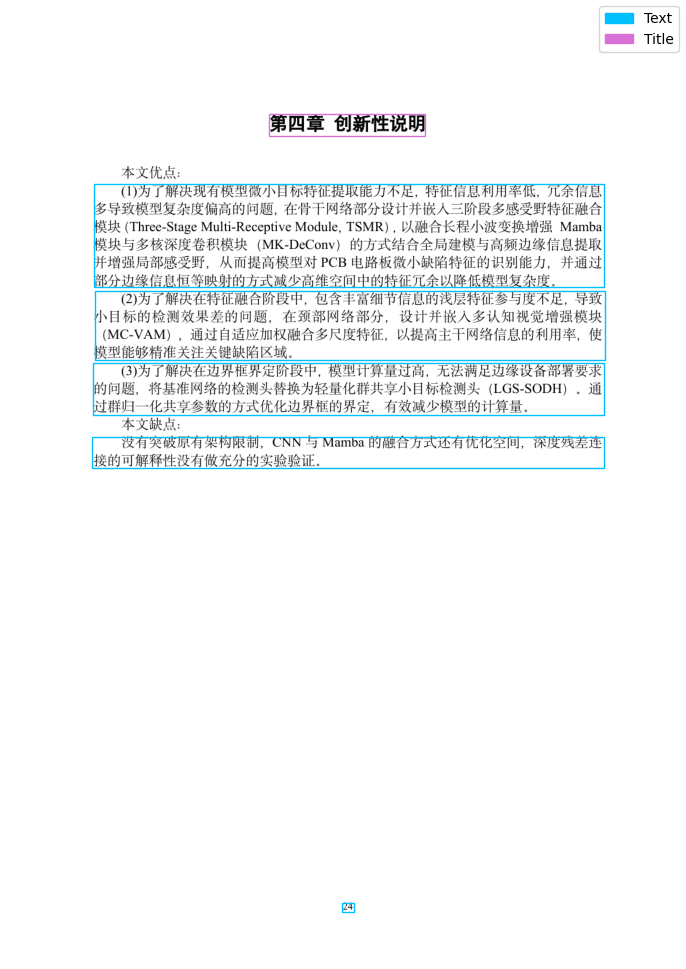 Text
Title
第四章 创新性说明
本文优点：
(1)为了解决现有模型微小目标特征提取能力不足，特征信息利用率低，冗余信息
多导致模型复杂度偏高的问题，在骨干网络部分设计并嵌入三阶段多感受野特征融合
模块 (Three-Stage Multi-Receptive Module, TSMR)，以融合长程小波变换增强 Mamba
模块与多核深度卷积模块（MK-DeConv）的方式结合全局建模与高频边缘信息提取
并增强局部感受野，从而提高模型对 PCB 电路板微小缺陷特征的识别能力，并通过
部分边缘信息恒等映射的方式减少高维空间中的特征冗余以降低模型复杂度。
(2)为了解决在特征融合阶段中，包含丰富细节信息的浅层特征参与度不足，导致
小目标的检测效果差的问题，在颈部网络部分，设计并嵌入多认知视觉增强模块
（MC-VAM），通过自适应加权融合多尺度特征，以提高主干网络信息的利用率，使
模型能够精准关注关键缺陷区域。
(3)为了解决在边界框界定阶段中，模型计算量过高，无法满足边缘设备部署要求
的问题，将基准网络的检测头替换为轻量化群共享小目标检测头（LGS-SODH）。通
过群归一化共享参数的方式优化边界框的界定，有效减少模型的计算量。
本文缺点：
没有突破原有架构限制，CNN 与 Mamba 的融合方式还有优化空间，深度残差连
接的可解释性没有做充分的实验验证。
24